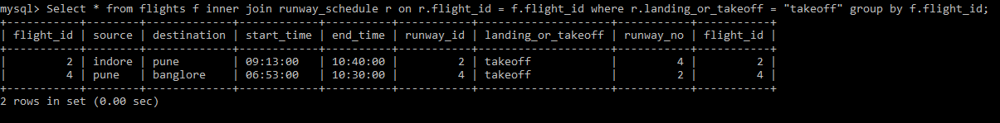 mysql> Select * from flights f inner join runway_schedule r on r.flight_id = f.flight_id where r.landing_or_takeoff = "takeoff" group by f.flight_id;
+-----------+--------+-------------+------------+----------+-----------+--------------------+-----------+-----------+
| flight_id | source | destination | start_time | end_time | runway_id | landing_or_takeoff | runway_no | flight_id |
+-----------+--------+-------------+------------+----------+-----------+--------------------+-----------+-----------+
|         2 | indore | pune        | 09:13:00   | 10:40:00 |         2 | takeoff            |         4 |         2 |
|         4 | pune   | banglore    | 06:53:00   | 10:30:00 |         4 | takeoff            |         2 |         4 |
+-----------+--------+-------------+------------+----------+-----------+--------------------+-----------+-----------+
2 rows in set (0.00 sec)